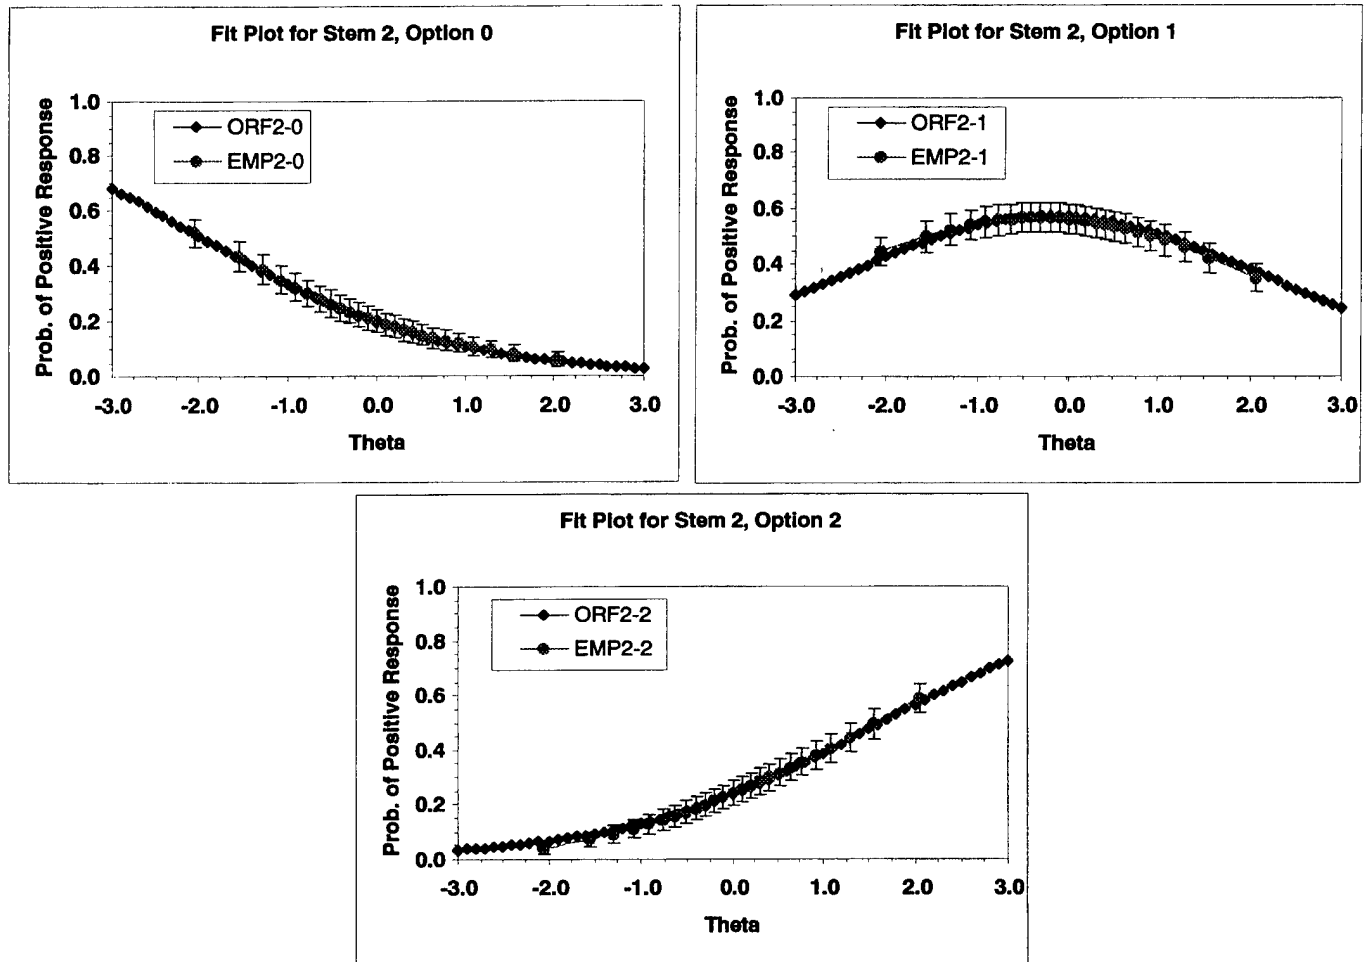 Fit Plot for Stem 2, Option 0
Prob. of Positive Response
1.0
0.8
0.6
0.4
0.2
0.0
ORF2-0
EMP2-0
-3.0 -2.0 -1.0 0.0 1.0 2.0 3.0
Theta
Fit Plot for Stem 2, Option 1
Prob. of Positive Response
1.0
0.8
0.6
0.4
0.2
0.0
ORF2-1
EMP2-1
-3.0 -2.0 -1.0 0.0 1.0 2.0 3.0
Theta
Fit Plot for Stem 2, Option 2
Prob. of Positive Response
1.0
0.8
0.6
0.4
0.2
0.0
ORF2-2
EMP2-2
-3.0 -2.0 -1.0 0.0 1.0 2.0 3.0
Theta